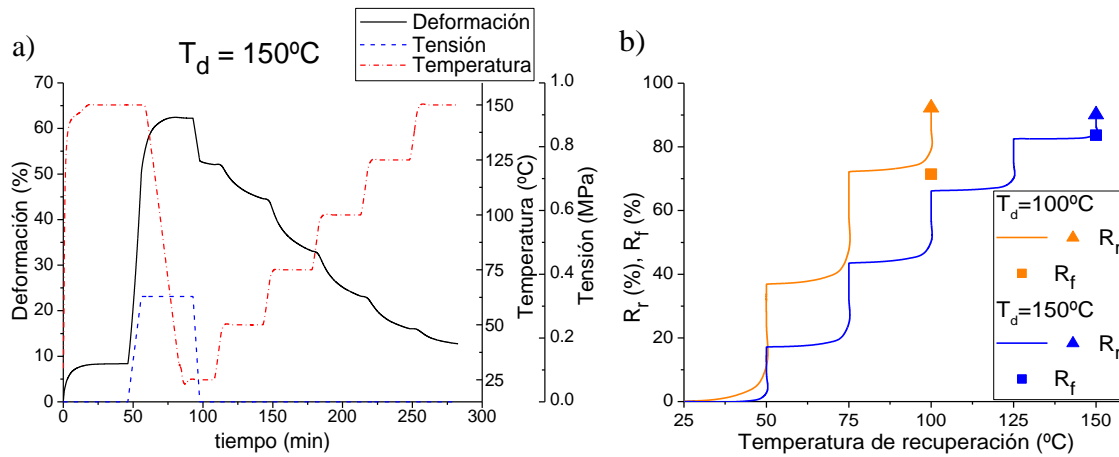 a)
T_d = 150ºC
Deformación
Tensión
Temperatura
Deformación (%)
70
60
50
40
30
20
10
0
0 50 100 150 200 250 300
tiempo (min)
150
125
100
75
50
25
Temperatura (ºC)
1.0
0.8
0.6
0.4
0.2
0.0
Tensión (MPa)
b)
R_r (%), R_f (%)
100
80
60
40
20
0
25 50 75 100 125 150
Temperatura de recuperación (ºC)
T_d=100ºC
R_r
R_f
T_d=150ºC
R_r
R_f